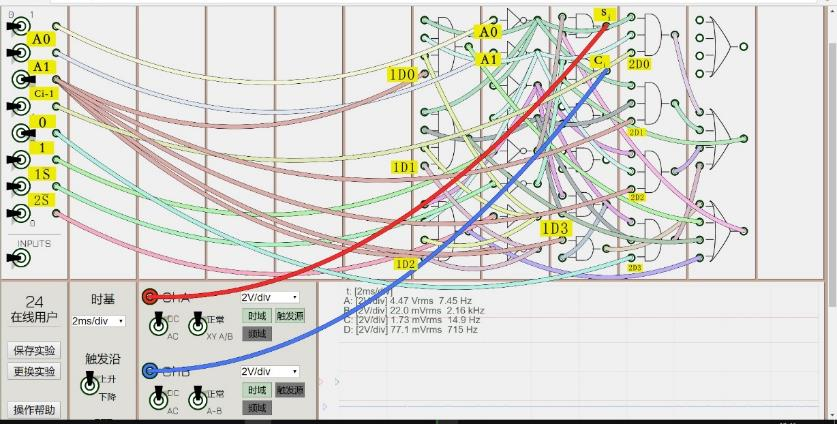 0 1
A0
A1
Ci-1
0
1
1S
2S
0
INPUTS
A0
A1
1D0
1D1
1D2
1D3
Si
C
2D0
2D1
2D2
2D3
24
在线用户
保存实验
更换实验
操作帮助
时基
2ms/div
触发沿
上升
下降
ChA
2V/div
DC
AC
正常
XY A/B
时域
触发源
频域
ChB
2V/div
DC
AC
正常
A-B
时域
触发源
频域
t: [2ms/div]
A: [2V/div] 4.47 Vrms 7.45 Hz
B: [2V/div] 22.0 mVrms 2.16 kHz
C: [2V/div] 1.73 mVrms 14.9 Hz
D: [2V/div] 77.1 mVrms 715 Hz